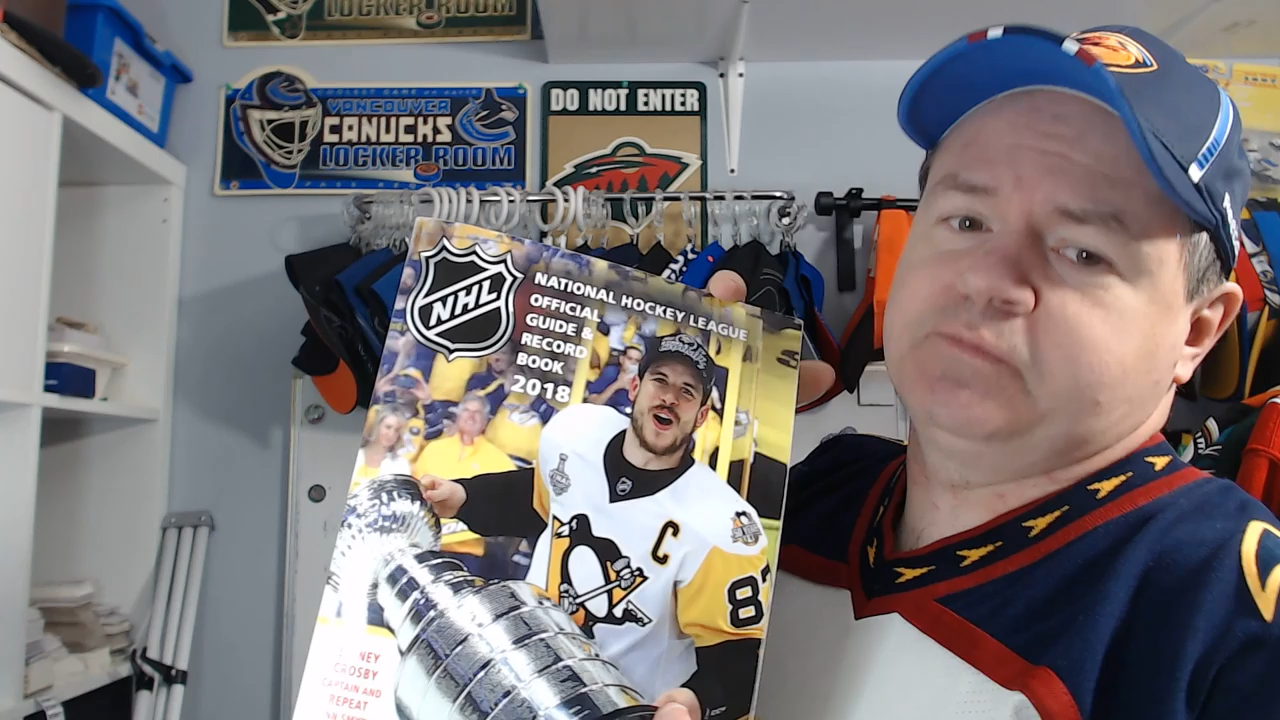 LOCKER ROOM
VANCOUVER
CANUCKS
LOCKER ROOM
DO NOT ENTER
NHL
NATIONAL HOCKEY LEAGUE
OFFICIAL
GUIDE &
RECORD
BOOK
2018
C
CROSBY
CAPTAIN AND
REPEAT